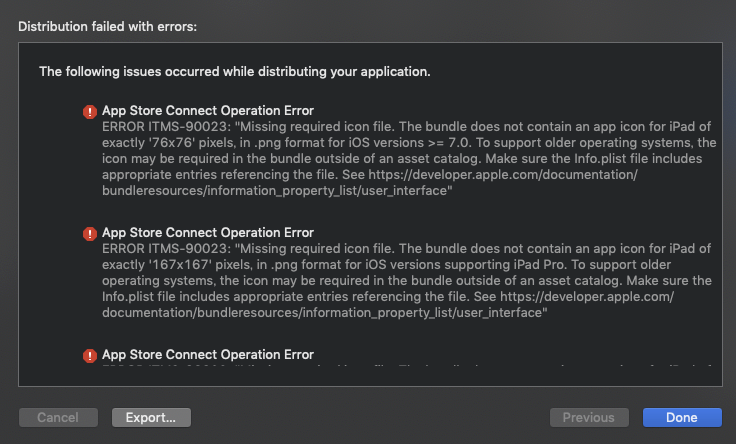 Distribution failed with errors:
The following issues occurred while distributing your application.
App Store Connect Operation Error
ERROR ITMS-90023: "Missing required icon file. The bundle does not contain an app icon for iPad of
exactly '76x76' pixels, in .png format for iOS versions >= 7.0. To support older operating systems, the
icon may be required in the bundle outside of an asset catalog. Make sure the Info.plist file includes
appropriate entries referencing the file. See https://developer.apple.com/documentation/
bundleresources/information_property_list/user_interface"
App Store Connect Operation Error
ERROR ITMS-90023: "Missing required icon file. The bundle does not contain an app icon for iPad of
exactly '167x167' pixels, in .png format for iOS versions supporting iPad Pro. To support older
operating systems, the icon may be required in the bundle outside of an asset catalog. Make sure the
Info.plist file includes appropriate entries referencing the file. See https://developer.apple.com/
documentation/bundleresources/information_property_list/user_interface"
App Store Connect Operation Error
Cancel
Export...
Previous
Done